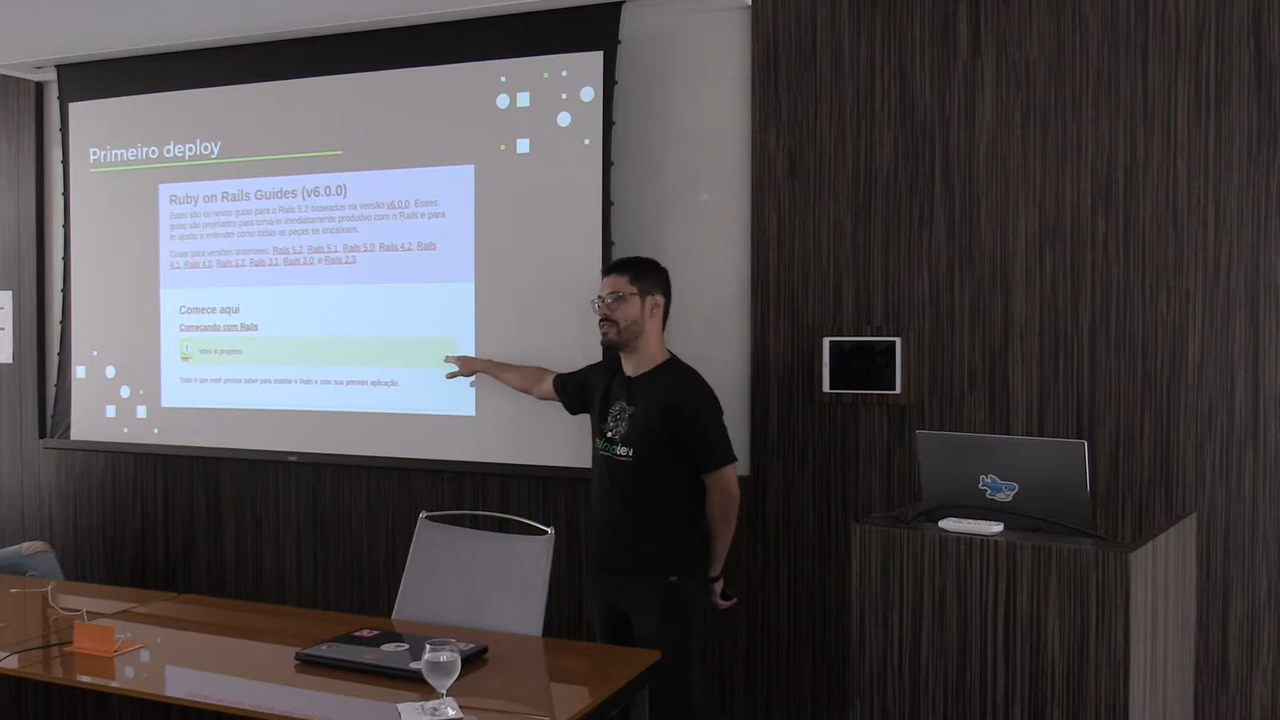 Primeiro deploy
Ruby on Rails Guides (v6.0.0)
Estes são os novos guias para o Rails 5.2 baseados na versão v6.0.0. Esses
guias são projetados para torná-lo imediatamente produtivo com o Rails e para
te ajudar a entender como todas as peças se encaixam.
Guias para versões anteriores: Rails 5.2, Rails 5.1, Rails 5.0, Rails 4.2, Rails
4.1, Rails 4.0, Rails 3.2, Rails 3.1, Rails 3.0, e Rails 2.3.
Comece aqui
Começando com Rails
Work in progress
Tudo o que você precisa saber para instalar o Rails e criar sua primeira aplicação.